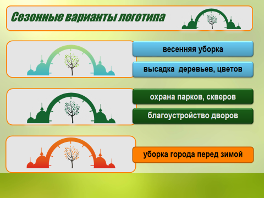 Сезонные варианты логотипа
весенняя уборка
высадка деревьев, цветов
охрана парков, скверов
благоустройство дворов
уборка города перед зимой